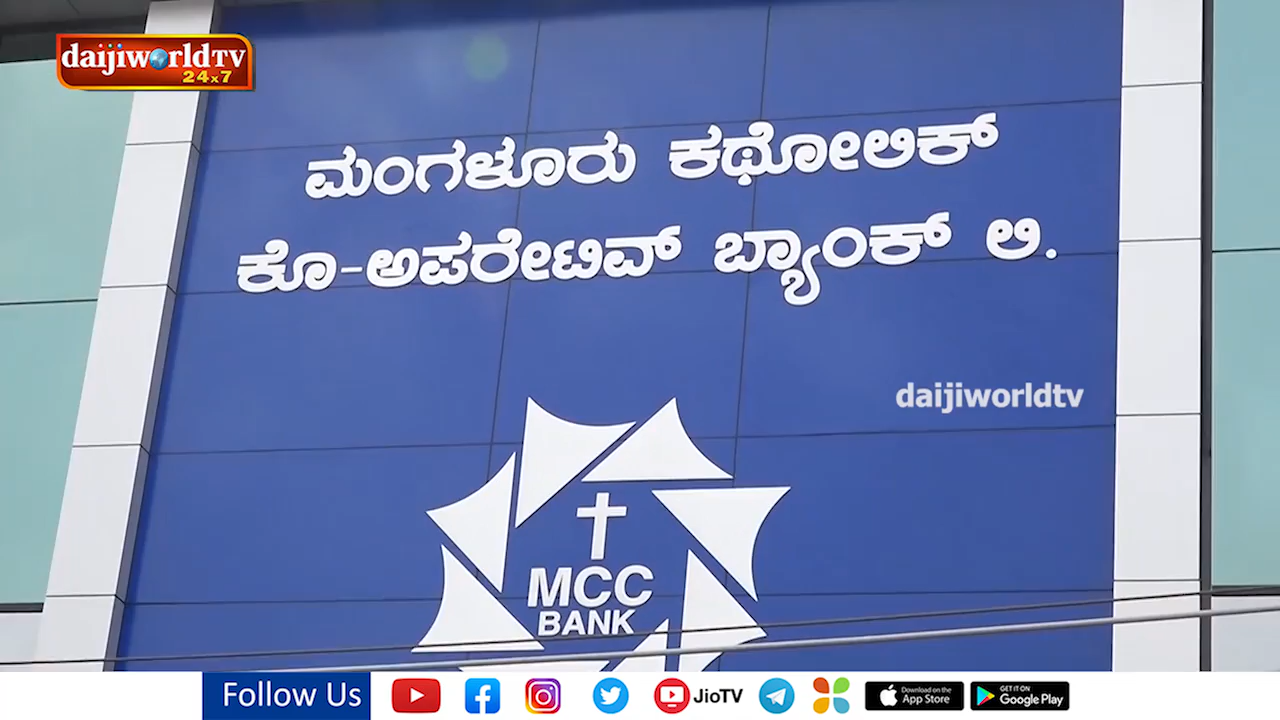 daijiworldTV
24x7
ಮಂಗಳೂರು ಕಥೋಲಿಕ್
ಕೊ-ಅಪರೇಟಿವ್ ಬ್ಯಾಂಕ್ ಲಿ.
daijiworldtv
MCC
BANK
Follow Us
JioTV
Download on the
App Store
GET IT ON
Google Play